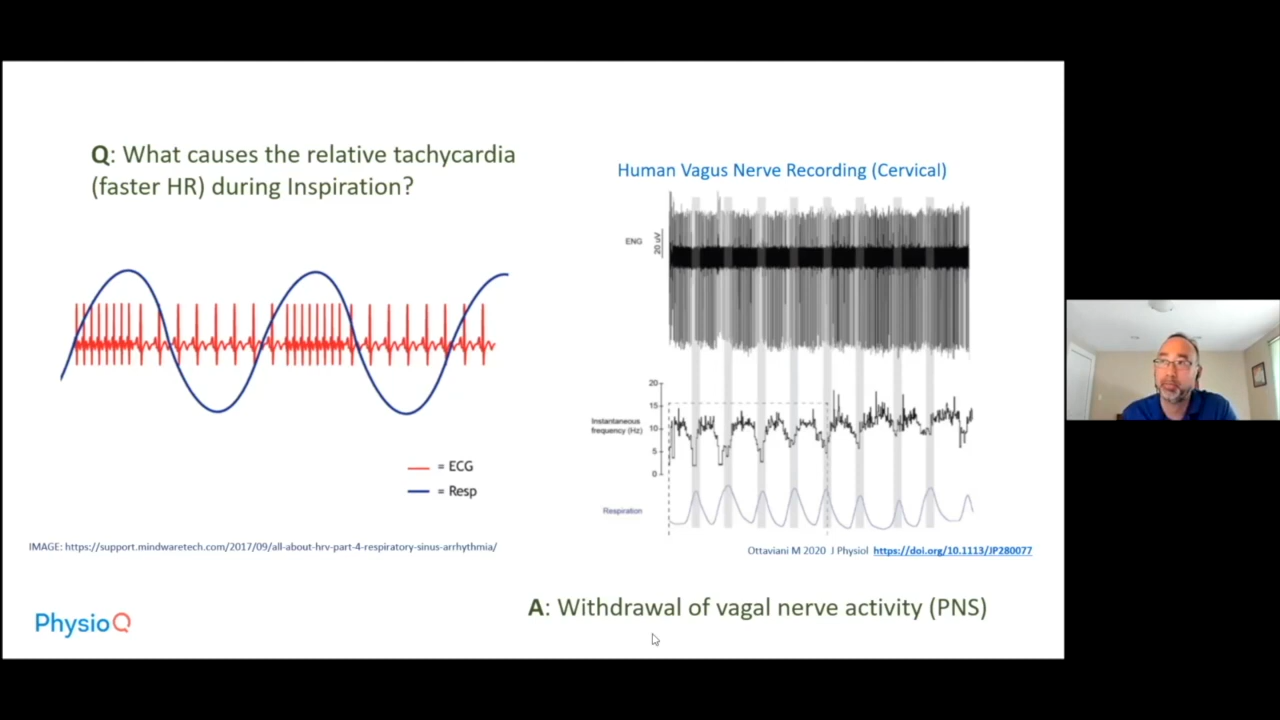 Q: What causes the relative tachycardia
(faster HR) during Inspiration?
= ECG
= Resp
IMAGE: https://support.mindwaretech.com/2017/09/all-about-hrv-part-4-respiratory-sinus-arrhythmia/
PhysioQ
Human Vagus Nerve Recording (Cervical)
ENG
20 uV
20
15
10
5
0
Instantaneous
frequency (Hz)
Respiration
Ottaviani M 2020 J Physiol https://doi.org/10.1113/JP280077
A: Withdrawal of vagal nerve activity (PNS)